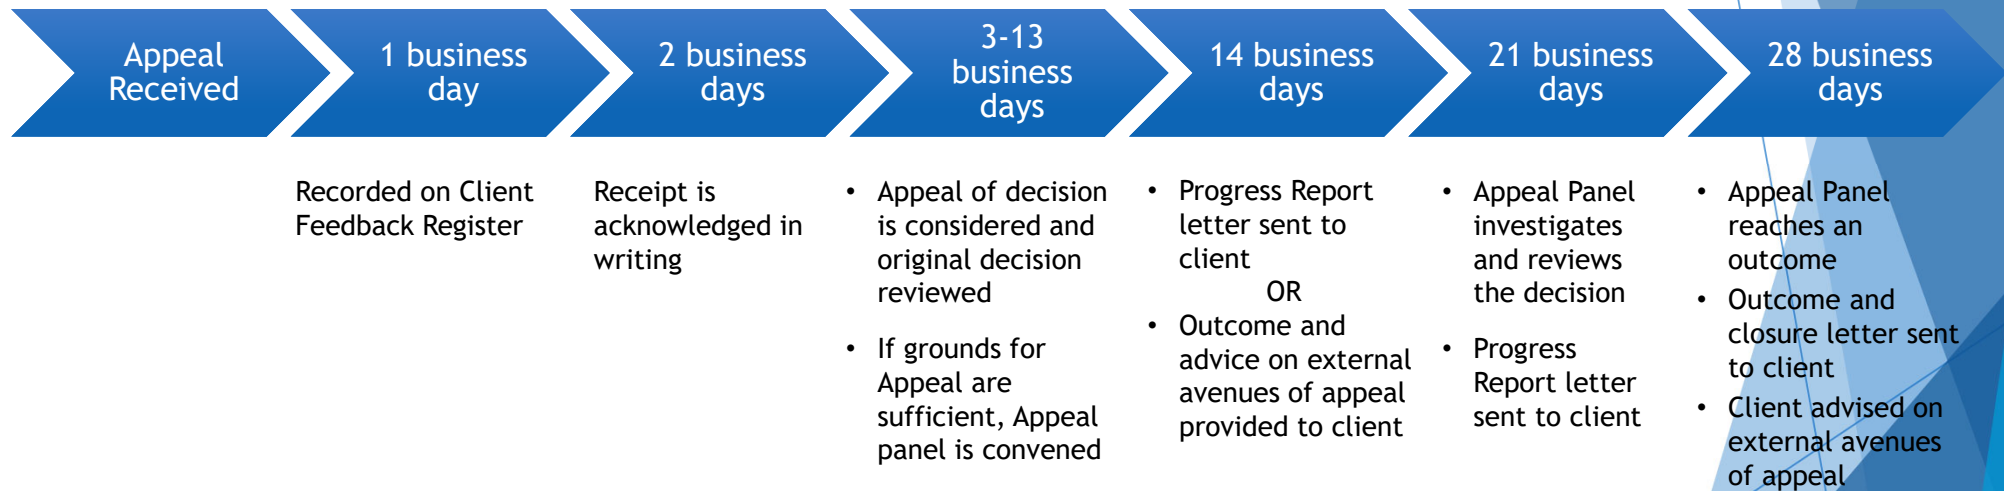 Appeal
Received
1 business
day
2 business
days
3-13
business
days
14 business
days
21 business
days
28 business
days
Recorded on Client
Feedback Register
Receipt is
acknowledged in
writing
• Appeal of decision
is considered and
original decision
reviewed
• If grounds for
Appeal are
sufficient, Appeal
panel is convened
• Progress Report
letter sent to
client
OR
• Outcome and
advice on external
avenues of appeal
provided to client
• Appeal Panel
investigates
and reviews
the decision
• Progress
Report letter
sent to client
• Appeal Panel
reaches an
outcome
• Outcome and
closure letter sent
to client
• Client advised on
external avenues
of appeal